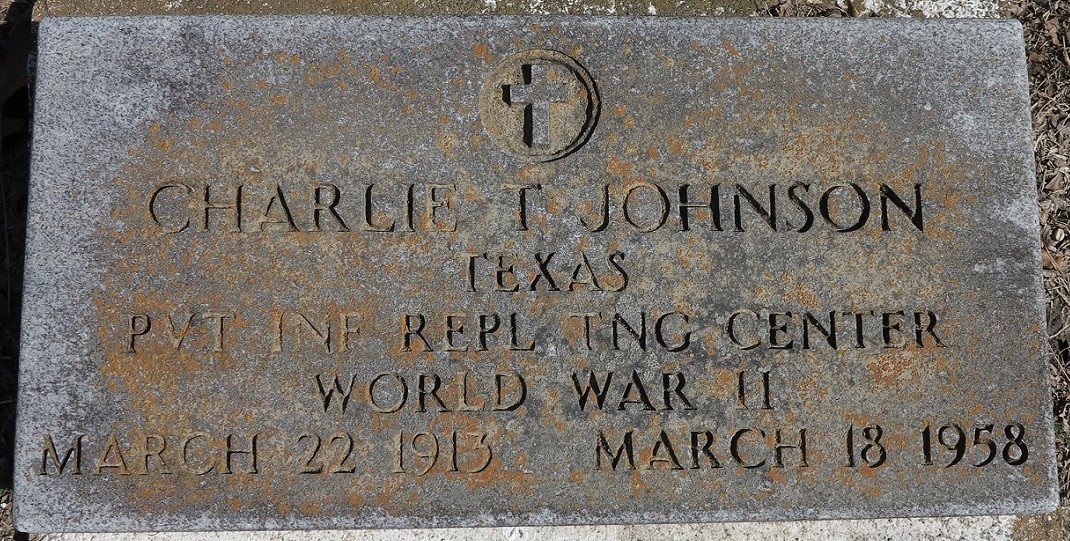 CHARLIE T. JOHNSON
TEXAS
PVT INF REPL TNG CENTER
WORLD WAR II
MARCH 22 1913 MARCH 18 1958